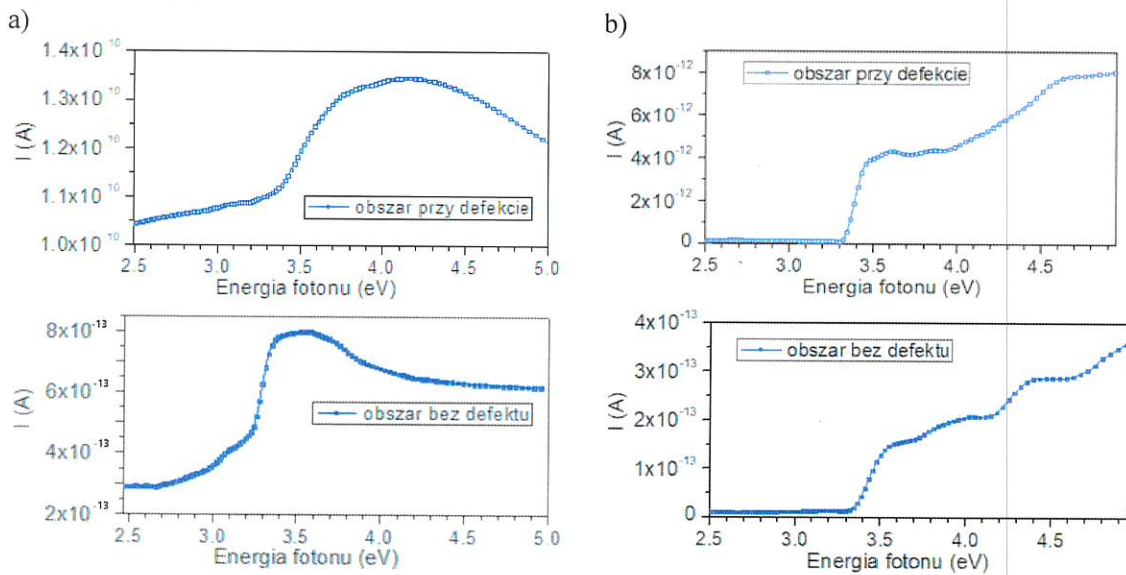 a)
1.4x10⁻¹⁰
1.3x10⁻¹⁰
1.2x10⁻¹⁰
1.1x10⁻¹⁰
1.0x10⁻¹⁰
I (A)
obszar przy defekcie
2.5 3.0 3.5 4.0 4.5 5.0
Energia fotonu (eV)
8x10⁻¹³
6x10⁻¹³
4x10⁻¹³
2x10⁻¹³
I (A)
obszar bez defektu
2.5 3.0 3.5 4.0 4.5 5.0
Energia fotonu (eV)
b)
8x10⁻¹²
6x10⁻¹²
4x10⁻¹²
2x10⁻¹²
0
I (A)
obszar przy defekcie
2.5 3.0 3.5 4.0 4.5
Energia fotonu (eV)
4x10⁻¹³
3x10⁻¹³
2x10⁻¹³
1x10⁻¹³
0
I (A)
obszar bez defektu
2.5 3.0 3.5 4.0 4.5
Energia fotonu (eV)